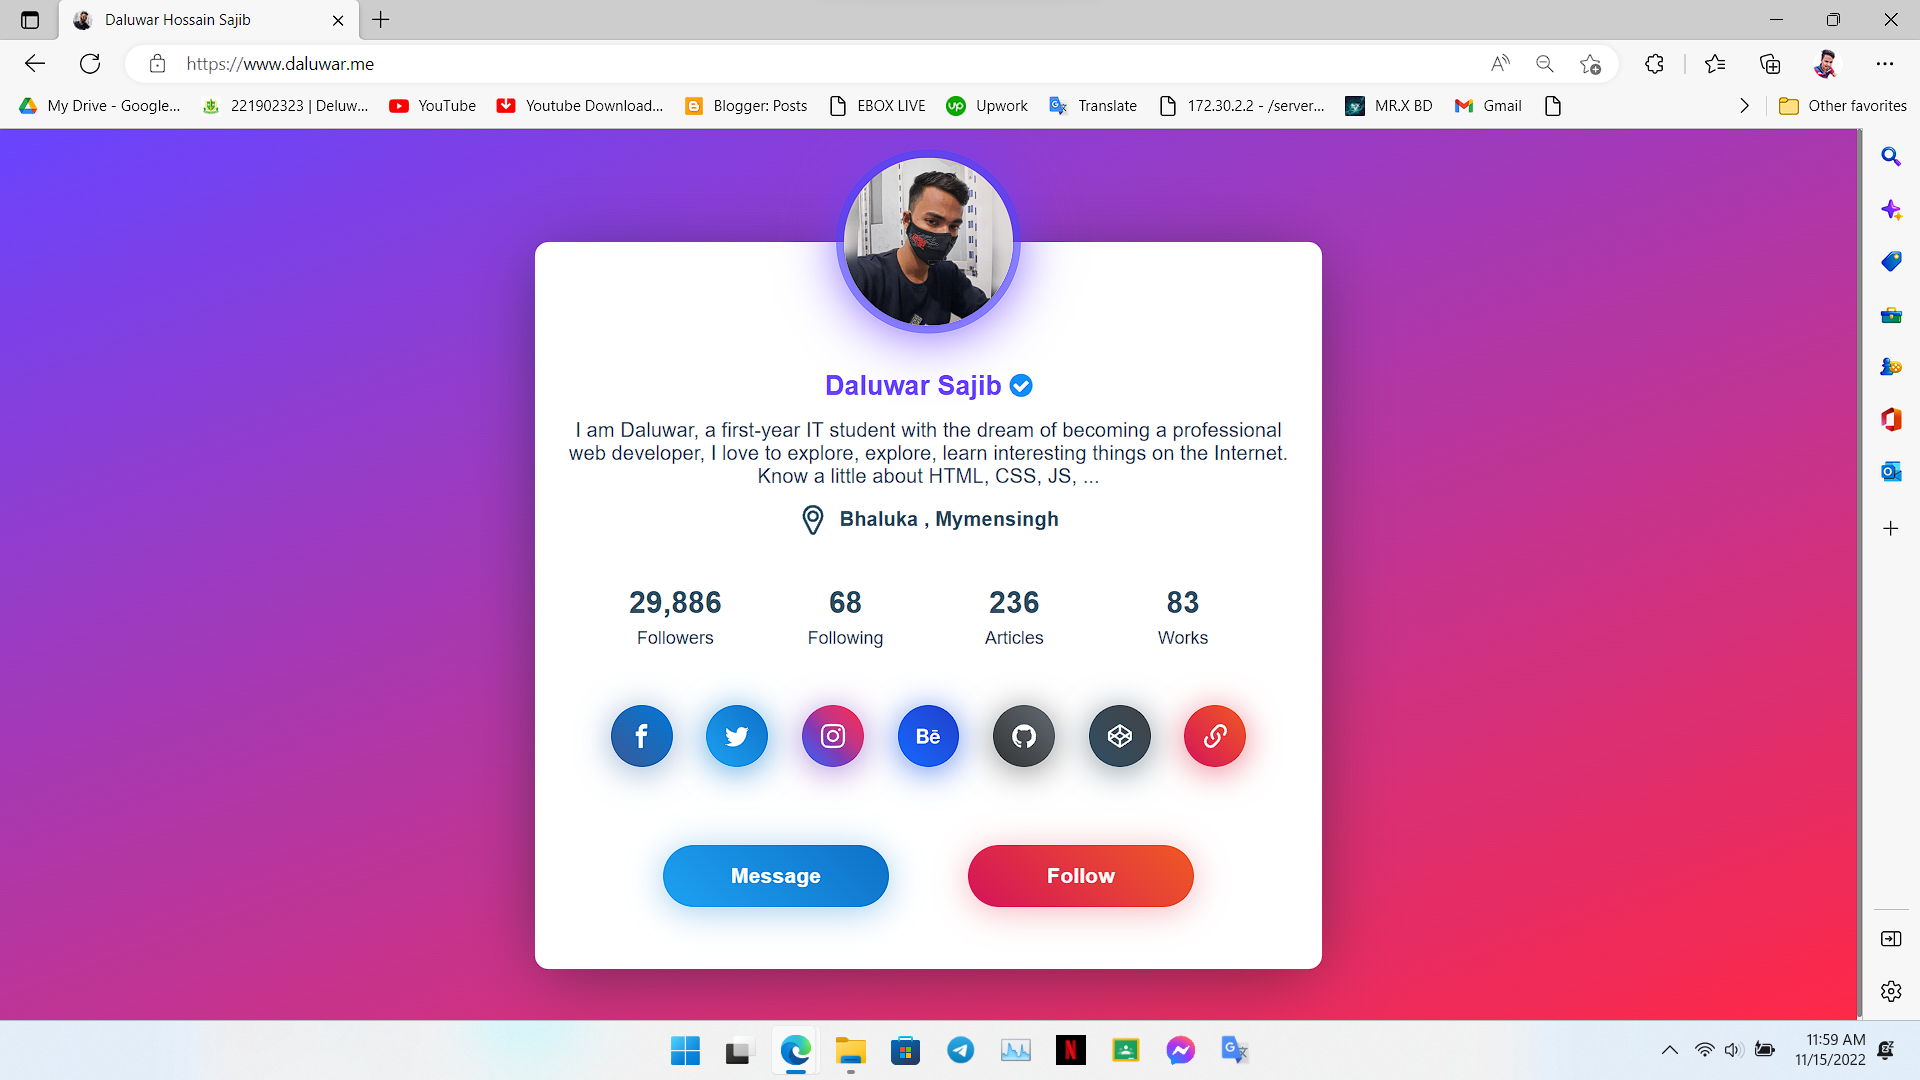 Daluwar Hossain Sajib
https://www.daluwar.me
My Drive - Google...
221902323 | Deluw...
YouTube
Youtube Download...
Blogger: Posts
EBOX LIVE
Upwork
Translate
172.30.2.2 - /server...
MR.X BD
Gmail
Other favorites
Daluwar Sajib
I am Daluwar, a first-year IT student with the dream of becoming a professional
web developer, I love to explore, explore, learn interesting things on the Internet.
Know a little about HTML, CSS, JS, ...
Bhaluka , Mymensingh
29,886 68 236 83
Followers Following Articles Works
Bē
Message Follow
11:59 AM
11/15/2022